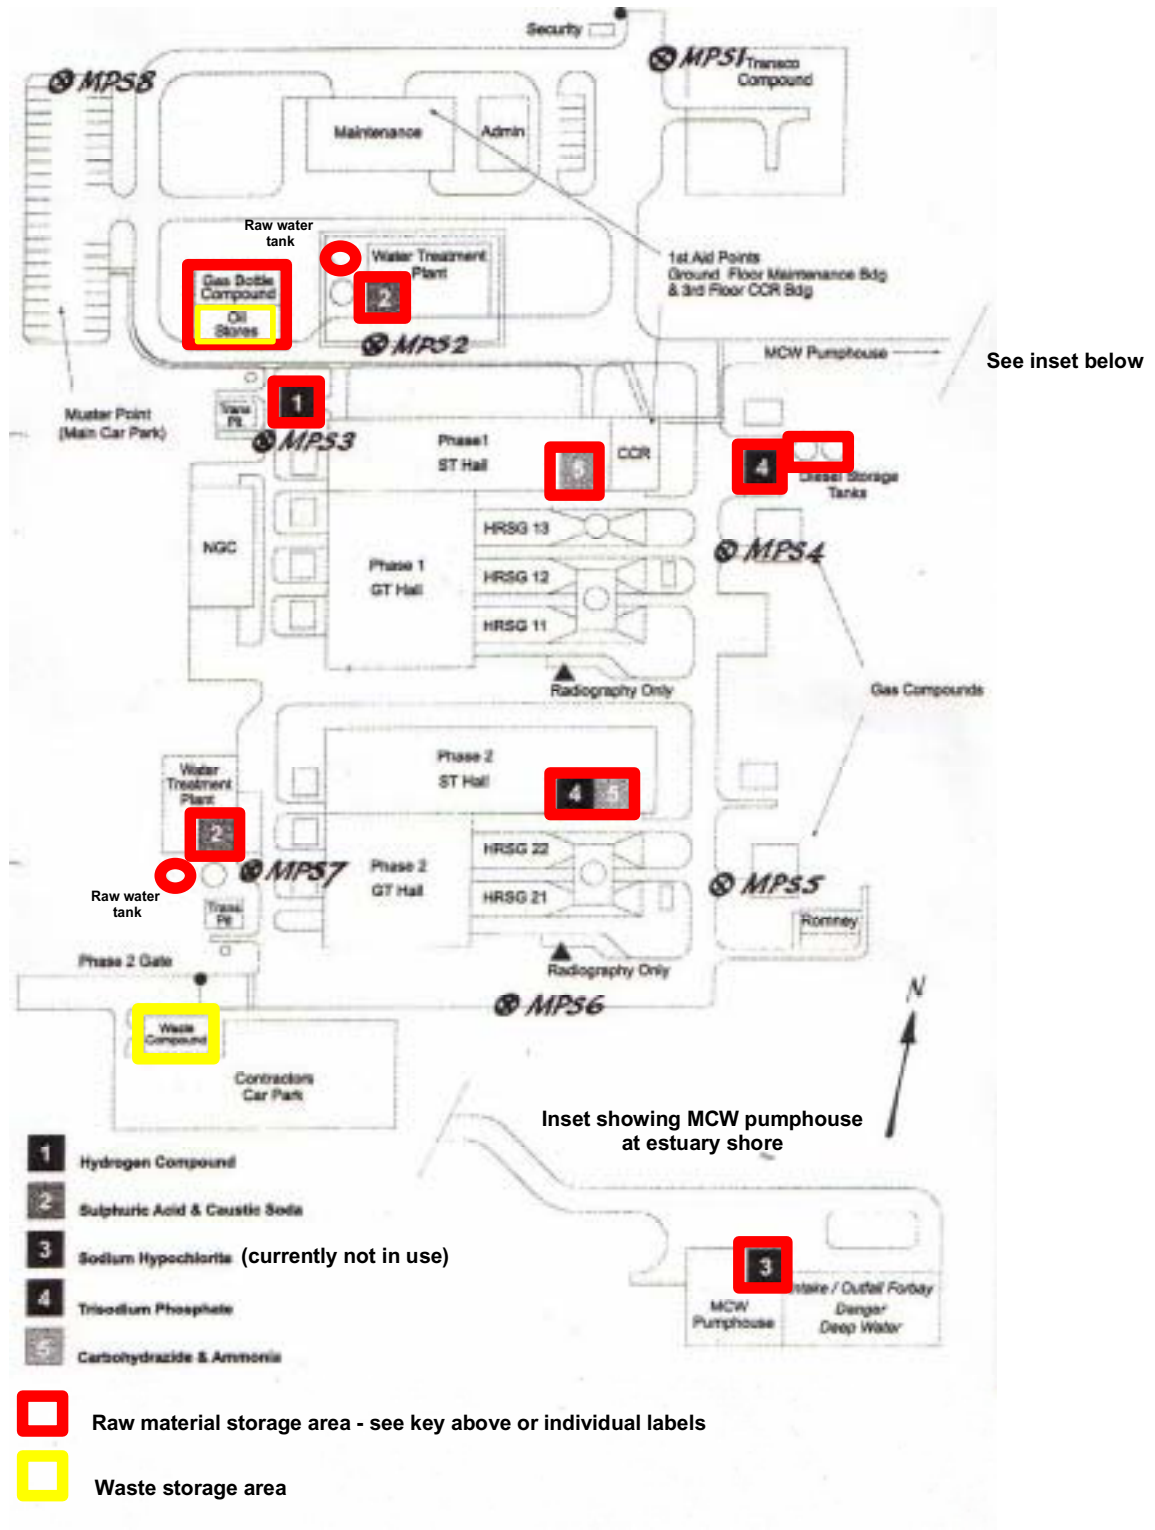 Security
MPS1
Transco
Compound
MPS8
Maintenance
Admin
Raw water
tank
Water Treatment
Plant
1st Aid Points
Ground Floor Maintenance Bdg
& 3rd Floor CCR Bdg
Gas Bottle
Compound
Oil
Stores
2
MPS2
MCW Pumphouse
See inset below
1
Trans
Pit
Muster Point
(Main Car Park)
MPS3
Phase1
ST Hall
5
CCR
4
Diesel Storage
Tanks
HRSG 13
MPS4
NGC
Phase 1
GT Hall
HRSG 12
HRSG 11
Radiography Only
Gas Compounds
Phase 2
ST Hall
Water
Treatment
Plant
4
5
2
HRSG 22
MPS7
Phase 2
GT Hall
MPS5
Raw water
tank
HRSG 21
Trans
Pit
Romney
Phase 2 Gate
Radiography Only
MPS6
N
Waste
Compound
Contractors
Car Park
Inset showing MCW pumphouse
at estuary shore
1 Hydrogen Compound
2 Sulphuric Acid & Caustic Soda
3 Sodium Hypochlorite (currently not in use)
4 Trisodium Phosphate
5 Carbohydrazide & Ammonia
3
MCW
Pumphouse
Intake / Outfall Forbay
Danger
Deep Water
Raw material storage area - see key above or individual labels
Waste storage area